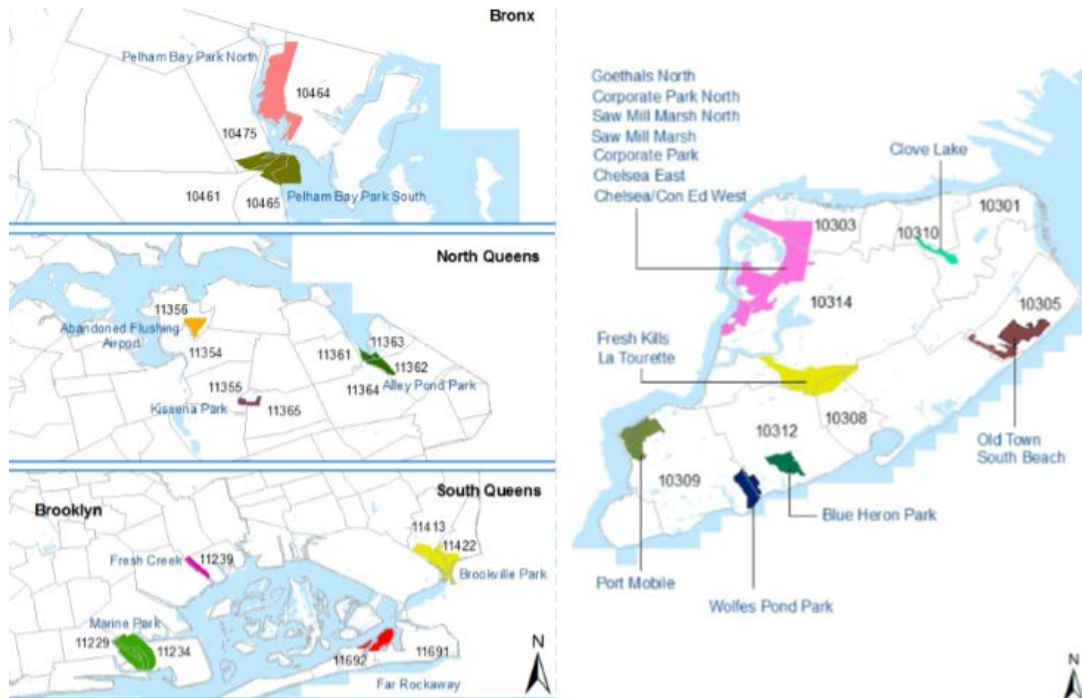 Bronx
Pelham Bay Park North
10464
10475
10461
10465
Pelham Bay Park South
North Queens
11356
Abandoned Flushing
Airport
11354
11363
11361
11362
11364
Alley Pond Park
11355
Kissena Park
11365
South Queens
Brooklyn
11413
11422
Fresh Creek
11239
Brookville Park
Marine Park
11229
11234
11692
11691
Far Rockaway
N
Goethals North
Corporate Park North
Saw Mill Marsh North
Saw Mill Marsh
Corporate Park
Chelsea East
Chelsea/Con Ed West
Clove Lake
10303
10310
10301
10314
10305
Fresh Kills
La Tourette
10312
10308
Old Town
South Beach
10309
Blue Heron Park
Port Mobile
Wolfes Pond Park
N